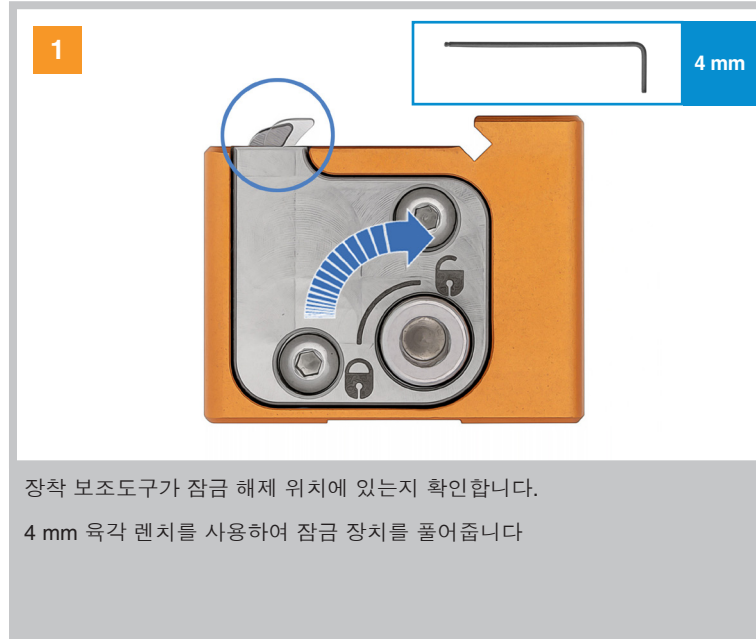 1
4 mm
장착 보조도구가 잠금 해제 위치에 있는지 확인합니다.
4 mm 육각 렌치를 사용하여 잠금 장치를 풀어줍니다